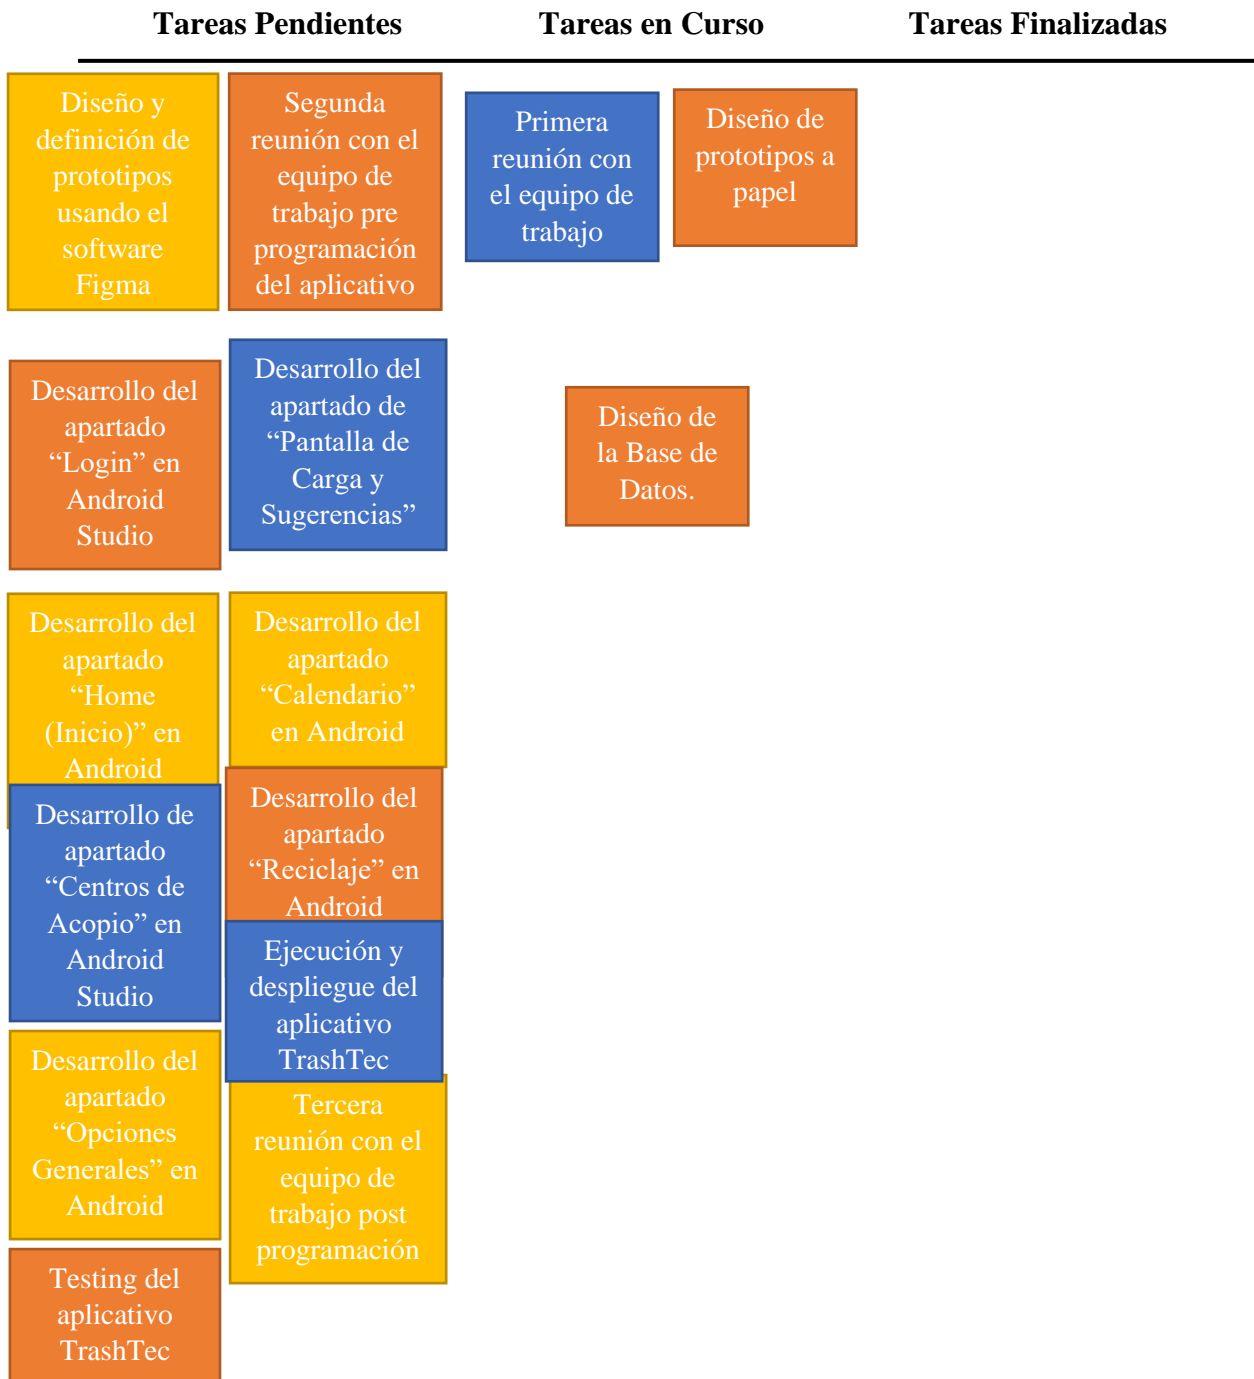 Tareas Pendientes
Tareas en Curso
Tareas Finalizadas
Diseño y
definición de
prototipos
usando el
software
Figma
Segunda
reunión con el
equipo de
trabajo pre
programación
del aplicativo
Primera
reunión con
el equipo de
trabajo
Diseño de
prototipos a
papel
Desarrollo del
apartado
“Login” en
Android
Studio
Desarrollo del
apartado de
“Pantalla de
Carga y
Sugerencias”
Diseño de
la Base de
Datos.
Desarrollo del
apartado
“Home
(Inicio)” en
Android
Desarrollo del
apartado
“Calendario”
en Android
Desarrollo de
apartado
“Centros de
Acopio” en
Android
Studio
Desarrollo del
apartado
“Reciclaje” en
Android
Ejecución y
despliegue del
aplicativo
TrashTec
Desarrollo del
apartado
“Opciones
Generales” en
Android
Tercera
reunión con el
equipo de
trabajo post
programación
Testing del
aplicativo
TrashTec